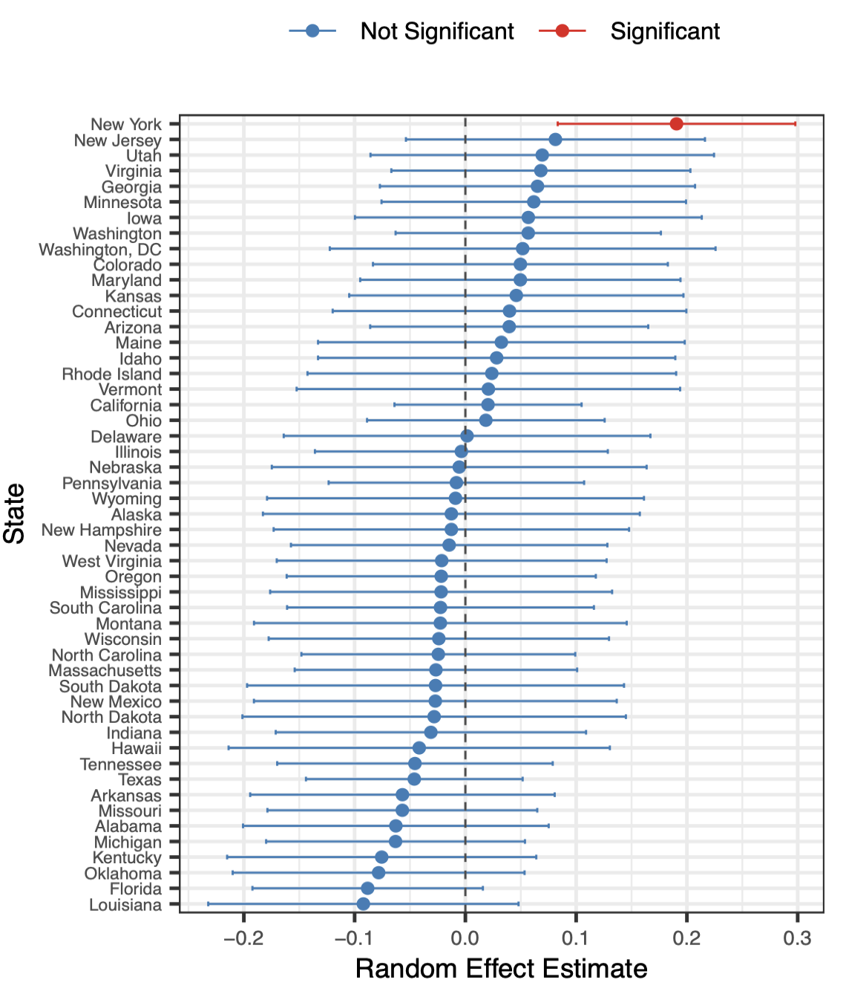 Not Significant Significant
New York
New Jersey
Utah
Virginia
Georgia
Minnesota
Iowa
Washington
Washington, DC
Colorado
Maryland
Kansas
Connecticut
Arizona
Maine
Idaho
Rhode Island
Vermont
California
Ohio
Delaware
Illinois
Nebraska
Pennsylvania
Wyoming
Alaska
New Hampshire
Nevada
West Virginia
Oregon
Mississippi
South Carolina
Montana
Wisconsin
North Carolina
Massachusetts
South Dakota
New Mexico
North Dakota
Indiana
Hawaii
Tennessee
Texas
Arkansas
Missouri
Alabama
Michigan
Kentucky
Oklahoma
Florida
Louisiana
State
−0.2 −0.1 0.0 0.1 0.2 0.3
Random Effect Estimate